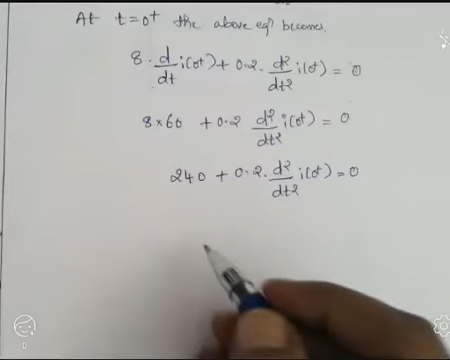 At t=0⁺ the above eqⁿ becomes,
8. d/dt i(0⁺) + 0.2. d²/dt² i(0⁺) = 0
8×60 + 0.2 d²/dt² i(0⁺) = 0
240 + 0.2. d²/dt² i(0⁺) = 0